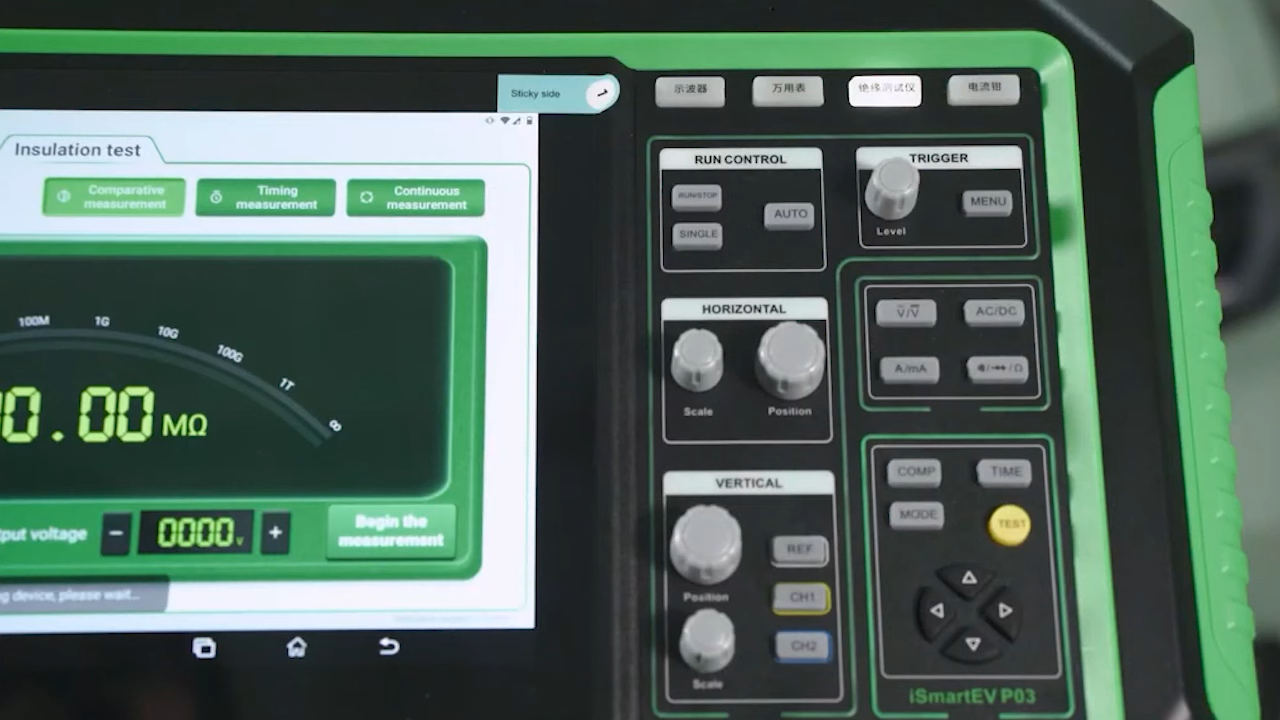 Sticky side
示波器
万用表
绝缘测试仪
电流钳
Insulation test
Comparative
measurement
Timing
measurement
Continuous
measurement
RUN CONTROL
RUN/STOP
AUTO
SINGLE
TRIGGER
MENU
Level
100M
1G
10G
100G
1T
∞
0.00 MΩ
HORIZONTAL
Scale
Position
V/V
AC/DC
A/mA
put voltage
−
0000 V
+
Begin the
measurement
g device, please wait...
VERTICAL
REF
Position
CH1
CH2
Scale
COMP
TIME
MODE
TEST
iSmartEV P03